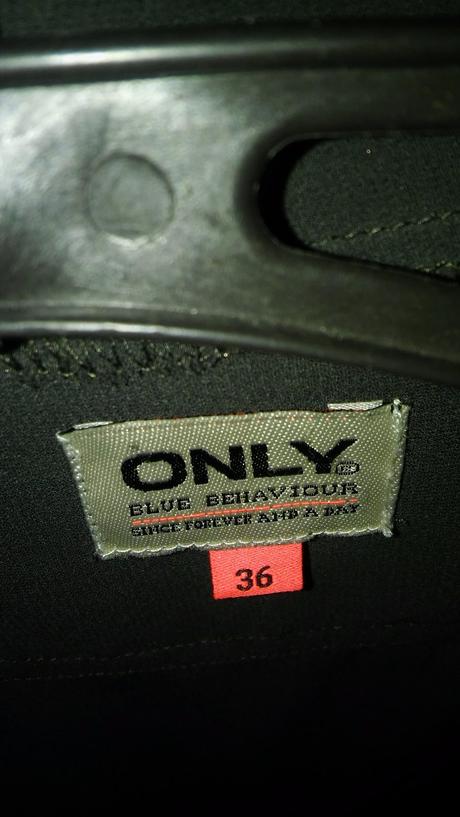 ONLY
BLUE BEHAVIOUR
SINCE FOREVER AND A DAY
36